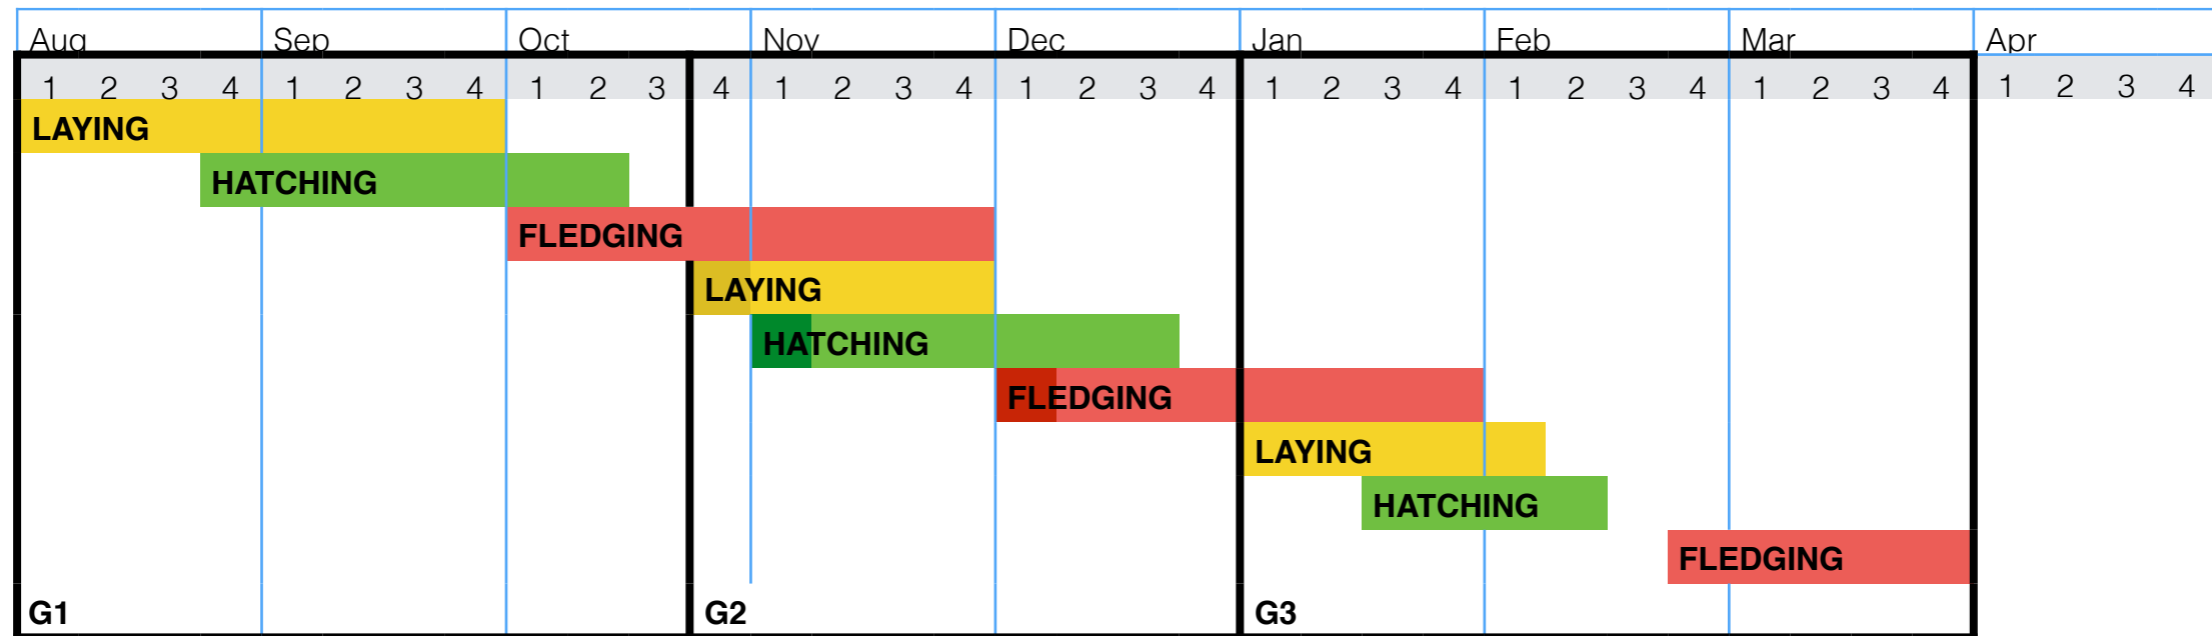 Aug Sep Oct Nov Dec Jan Feb Mar Apr
1 2 3 4 1 2 3 4 1 2 3 4 1 2 3 4 1 2 3 4 1 2 3 4 1 2 3 4 1 2 3 4 1 2 3 4
LAYING
HATCHING
FLEDGING
LAYING
HATCHING
FLEDGING
LAYING
HATCHING
FLEDGING
G1 G2 G3